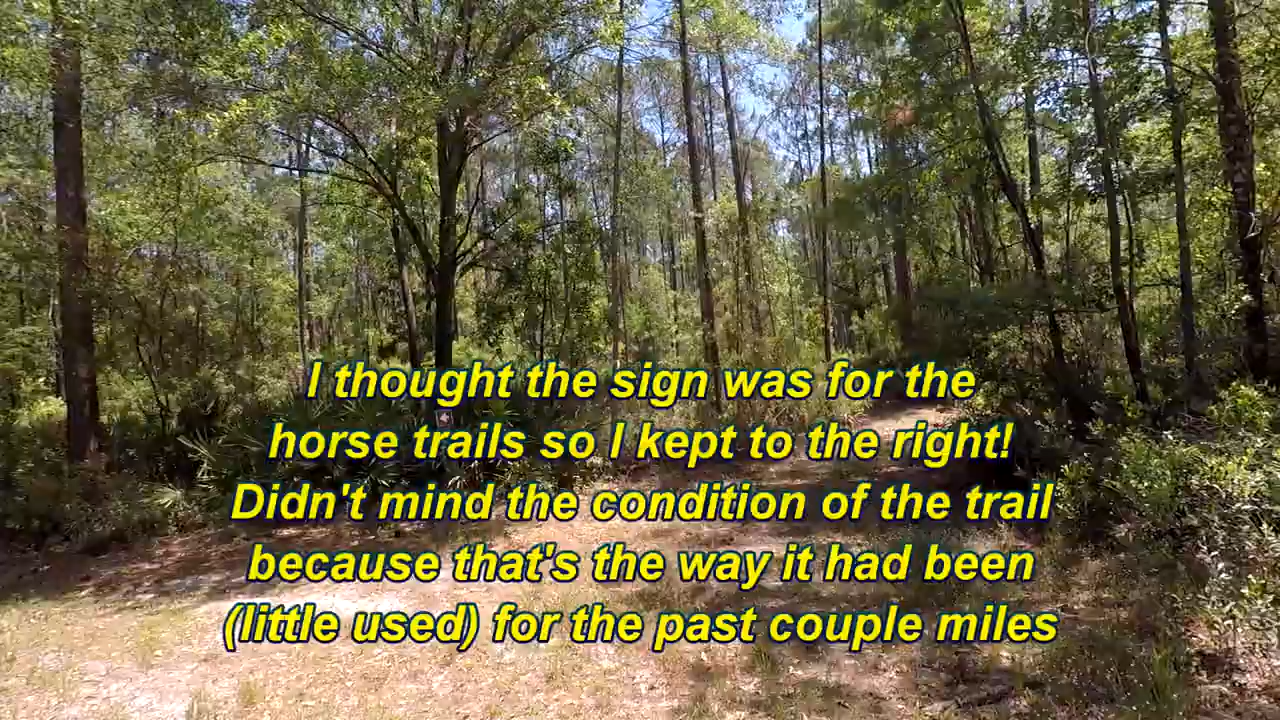 I thought the sign was for the
horse trails so I kept to the right!
Didn't mind the condition of the trail
because that's the way it had been
(little used) for the past couple miles